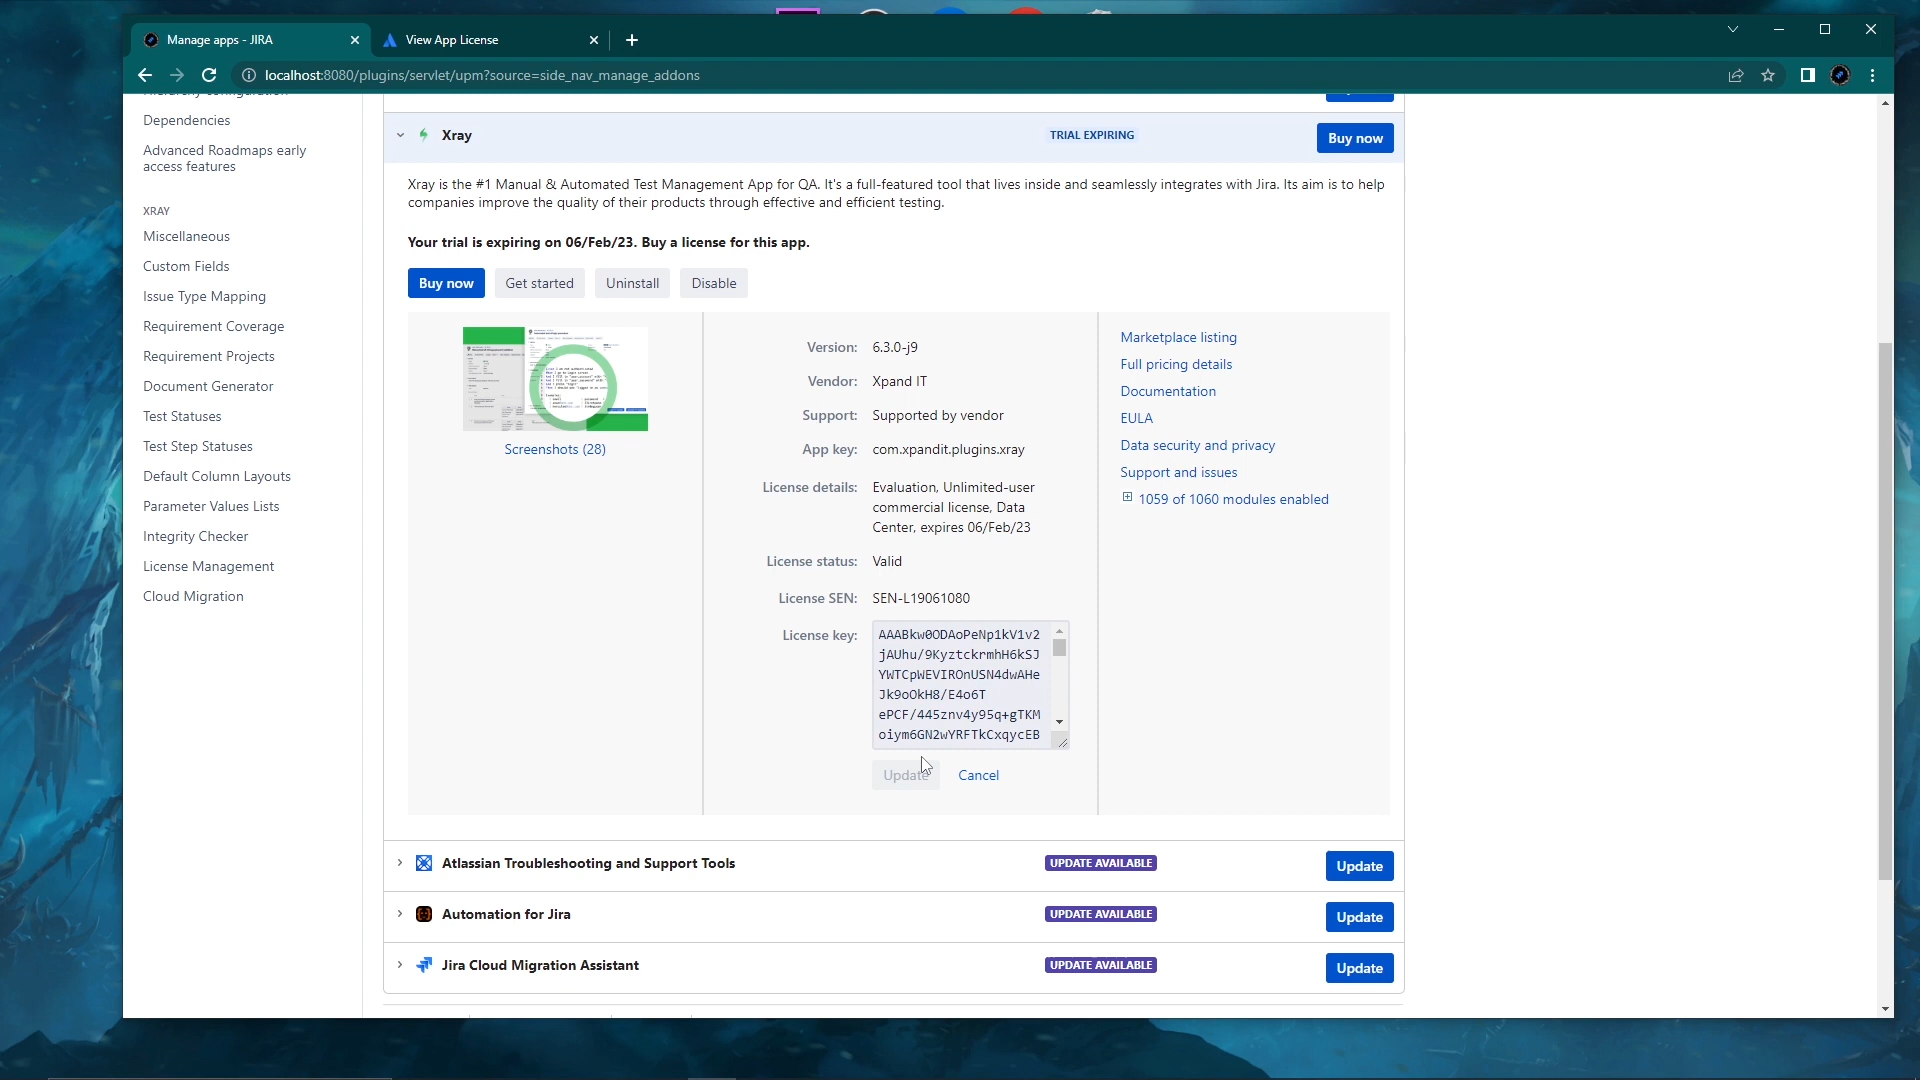 Manage apps - JIRA
View App License
localhost:8080/plugins/servlet/upm?source=side_nav_manage_addons
Dependencies
Advanced Roadmaps early
access features
XRAY
Miscellaneous
Custom Fields
Issue Type Mapping
Requirement Coverage
Requirement Projects
Document Generator
Test Statuses
Test Step Statuses
Default Column Layouts
Parameter Values Lists
Integrity Checker
License Management
Cloud Migration
Xray
TRIAL EXPIRING
Buy now
Xray is the #1 Manual & Automated Test Management App for QA. It's a full-featured tool that lives inside and seamlessly integrates with Jira. Its aim is to help
companies improve the quality of their products through effective and efficient testing.
Your trial is expiring on 06/Feb/23. Buy a license for this app.
Buy now
Get started
Uninstall
Disable
Screenshots (28)
Version: 6.3.0-j9
Vendor: Xpand IT
Support: Supported by vendor
App key: com.xpandit.plugins.xray
License details: Evaluation, Unlimited-user
commercial license, Data
Center, expires 06/Feb/23
License status: Valid
License SEN: SEN-L19061080
License key: AAABkw0ODAoPeNp1kV1v2
jAUhu/9KyztckrmhH6kSJ
YWTCpWEVIROnUSN4dwAHe
Jk9oOkH8/E4o6T
ePCF/445znv4y95q+gTKM
oiym6GN2wYRFTkCxqycEB
Update
Cancel
Marketplace listing
Full pricing details
Documentation
EULA
Data security and privacy
Support and issues
1059 of 1060 modules enabled
Atlassian Troubleshooting and Support Tools
UPDATE AVAILABLE
Update
Automation for Jira
UPDATE AVAILABLE
Update
Jira Cloud Migration Assistant
UPDATE AVAILABLE
Update